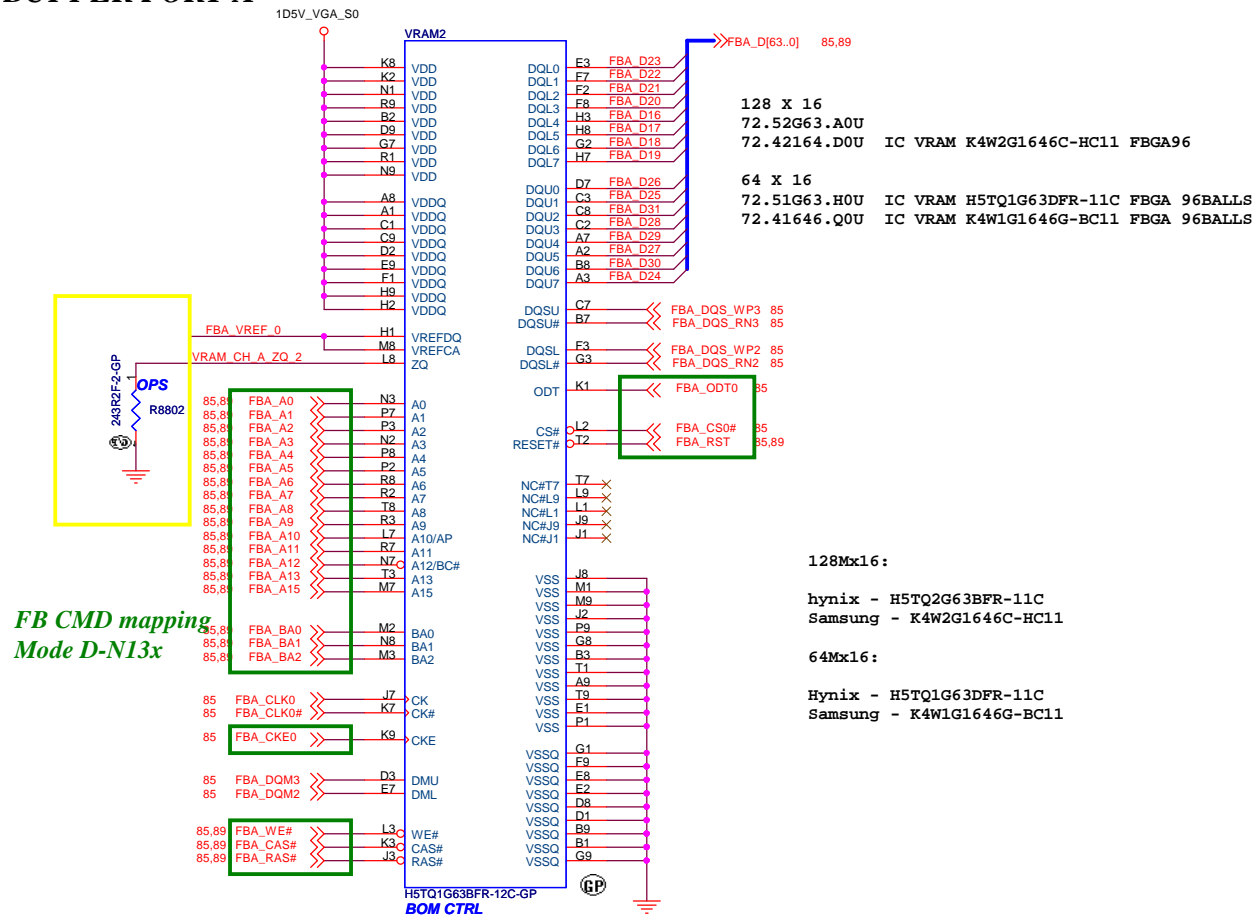 BUFFER PORT A
1D5V_VGA_S0
VRAM2
FBA_D[63..0] 85,89
K8 VDD
K2 VDD
N1 VDD
R9 VDD
B2 VDD
D9 VDD
G7 VDD
R1 VDD
N9 VDD
A8 VDDQ
A1 VDDQ
C1 VDDQ
C9 VDDQ
D2 VDDQ
E9 VDDQ
F1 VDDQ
H9 VDDQ
H2 VDDQ
FBA_VREF_0 H1 VREFDQ
M8 VREFCA
VRAM_CH_A_ZQ_2 L8 ZQ
243R2F-2-GP
1
OPS
R8802
85,89 FBA_A0 N3 A0
85,89 FBA_A1 P7 A1
85,89 FBA_A2 P3 A2
85,89 FBA_A3 N2 A3
85,89 FBA_A4 P8 A4
85,89 FBA_A5 P2 A5
85,89 FBA_A6 R8 A6
85,89 FBA_A7 R2 A7
85,89 FBA_A8 T8 A8
85,89 FBA_A9 R3 A9
85,89 FBA_A10 L7 A10/AP
85,89 FBA_A11 R7 A11
85,89 FBA_A12 N7 A12/BC#
85,89 FBA_A13 T3 A13
85,89 FBA_A15 M7 A15
FB CMD mapping
Mode D-N13x
85,89 FBA_BA0 M2 BA0
85,89 FBA_BA1 N8 BA1
85,89 FBA_BA2 M3 BA2
85 FBA_CLK0 J7 CK
85 FBA_CLK0# K7 CK#
85 FBA_CKE0 K9 CKE
85 FBA_DQM3 D3 DMU
85 FBA_DQM2 E7 DML
85,89 FBA_WE# L3 WE#
85,89 FBA_CAS# K3 CAS#
85,89 FBA_RAS# J3 RAS#
DQL0 E3 FBA_D23
DQL1 F7 FBA_D22
DQL2 F2 FBA_D21
DQL3 F8 FBA_D20
DQL4 H3 FBA_D16
DQL5 H8 FBA_D17
DQL6 G2 FBA_D18
DQL7 H7 FBA_D19
DQU0 D7 FBA_D26
DQU1 C3 FBA_D25
DQU2 C8 FBA_D31
DQU3 C2 FBA_D28
DQU4 A7 FBA_D29
DQU5 A2 FBA_D27
DQU6 B8 FBA_D30
DQU7 A3 FBA_D24
DQSU C7 FBA_DQS_WP3 85
DQSU# B7 FBA_DQS_RN3 85
DQSL F3 FBA_DQS_WP2 85
DQSL# G3 FBA_DQS_RN2 85
ODT K1 FBA_ODT0 85
CS# L2 FBA_CS0# 85
RESET# T2 FBA_RST 85,89
NC#T7 T7
NC#L9 L9
NC#L1 L1
NC#J9 J9
NC#J1 J1
VSS J8
VSS M1
VSS M9
VSS J2
VSS P9
VSS G8
VSS B3
VSS T1
VSS A9
VSS T9
VSS E1
VSS P1
VSSQ G1
VSSQ F9
VSSQ E8
VSSQ E2
VSSQ D8
VSSQ D1
VSSQ B9
VSSQ B1
VSSQ G9
GP
H5TQ1G63BFR-12C-GP
BOM CTRL
128 X 16
72.52G63.A0U
72.42164.D0U IC VRAM K4W2G1646C-HC11 FBGA96
64 X 16
72.51G63.H0U IC VRAM H5TQ1G63DFR-11C FBGA 96BALLS
72.41646.Q0U IC VRAM K4W1G1646G-BC11 FBGA 96BALLS
128Mx16:
hynix - H5TQ2G63BFR-11C
Samsung - K4W2G1646C-HC11
64Mx16:
Hynix - H5TQ1G63DFR-11C
Samsung - K4W1G1646G-BC11